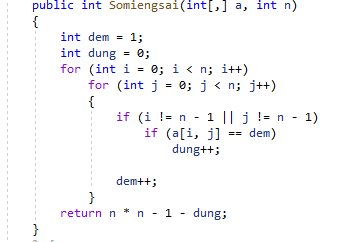 public int Somiengsai(int[,] a, int n)
{
int dem = 1;
int dung = 0;
for (int i = 0; i < n; i++)
for (int j = 0; j < n; j++)
{
if (i != n - 1 || j != n - 1)
if (a[i, j] == dem)
dung++;
dem++;
}
return n * n - 1 - dung;
}